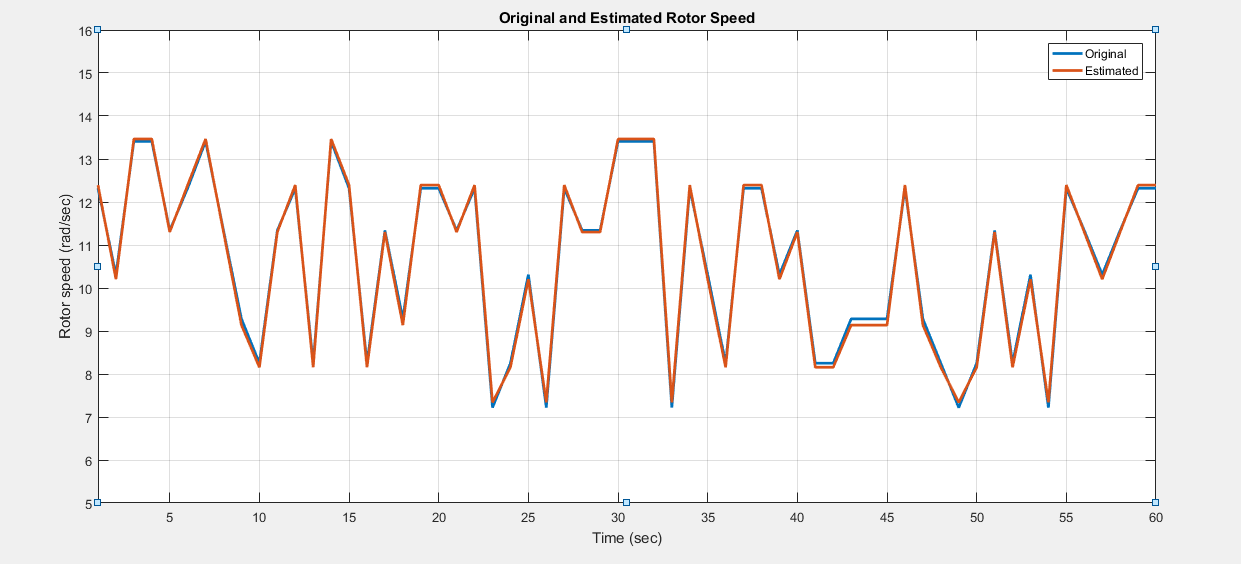 Original and Estimated Rotor Speed
Original
Estimated
Rotor speed (rad/sec)
16
15
14
13
12
11
10
9
8
7
6
5
5 10 15 20 25 30 35 40 45 50 55 60
Time (sec)